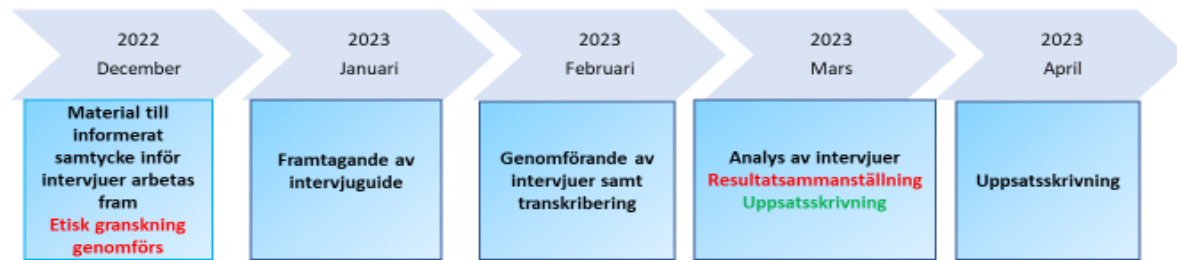 2022
December
2023
Januari
2023
Februari
2023
Mars
2023
April
Material till
informerat
samtycke inför
intervjuer arbetas
fram
Etisk granskning
genomförs
Framtagande av
intervjuguide
Genomförande av
intervjuer samt
transkribering
Analys av intervjuer
Resultatsammanställning
Uppsatsskrivning
Uppsatsskrivning